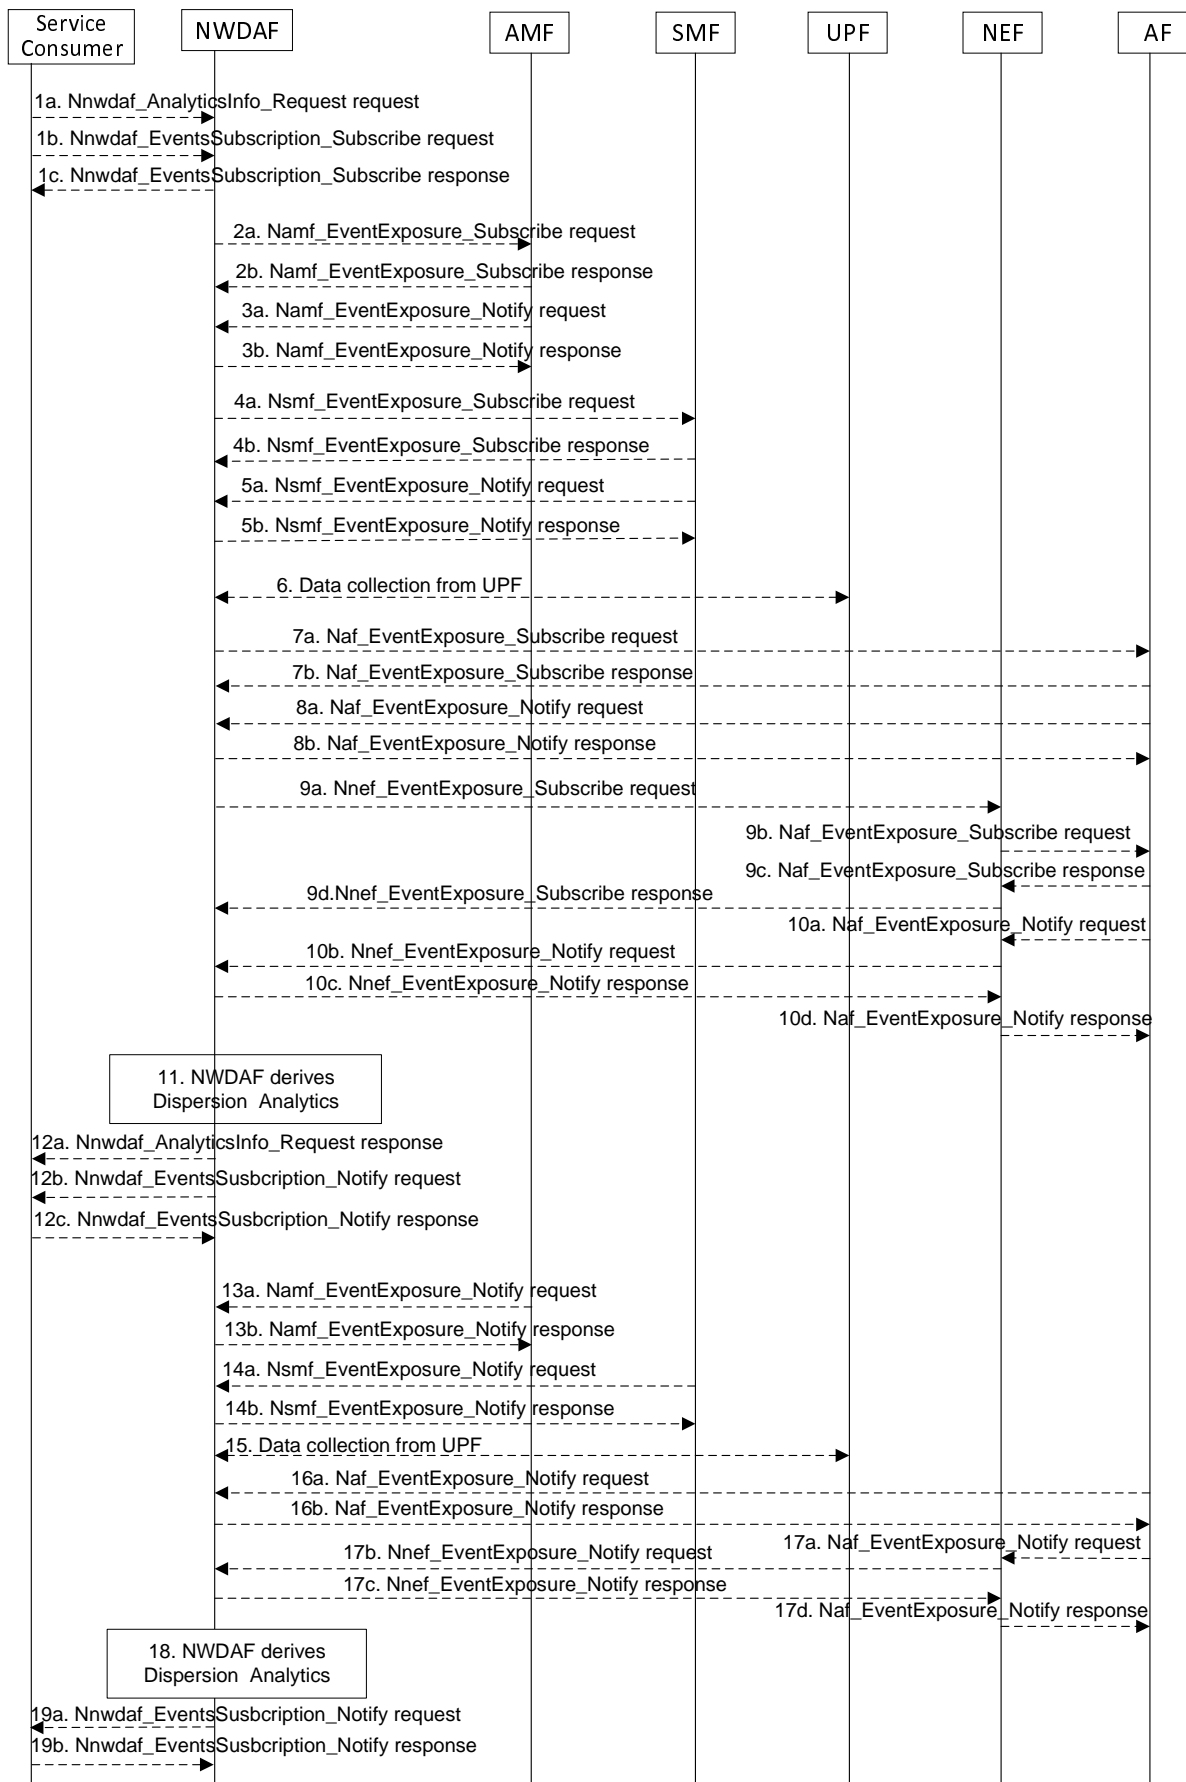 Service
Consumer
NWDAF
AMF
SMF
UPF
NEF
AF
1a. Nnwdaf_AnalyticsInfo_Request request
1b. Nnwdaf_EventsSubscription_Subscribe request
1c. Nnwdaf_EventsSubscription_Subscribe response
2a. Namf_EventExposure_Subscribe request
2b. Namf_EventExposure_Subscribe response
3a. Namf_EventExposure_Notify request
3b. Namf_EventExposure_Notify response
4a. Nsmf_EventExposure_Subscribe request
4b. Nsmf_EventExposure_Subscribe response
5a. Nsmf_EventExposure_Notify request
5b. Nsmf_EventExposure_Notify response
6. Data collection from UPF
7a. Naf_EventExposure_Subscribe request
7b. Naf_EventExposure_Subscribe response
8a. Naf_EventExposure_Notify request
8b. Naf_EventExposure_Notify response
9a. Nnef_EventExposure_Subscribe request
9b. Naf_EventExposure_Subscribe request
9c. Naf_EventExposure_Subscribe response
9d.Nnef_EventExposure_Subscribe response
10a. Naf_EventExposure_Notify request
10b. Nnef_EventExposure_Notify request
10c. Nnef_EventExposure_Notify response
10d. Naf_EventExposure_Notify response
11. NWDAF derives
Dispersion Analytics
12a. Nnwdaf_AnalyticsInfo_Request response
12b. Nnwdaf_EventsSusbcription_Notify request
12c. Nnwdaf_EventsSusbcription_Notify response
13a. Namf_EventExposure_Notify request
13b. Namf_EventExposure_Notify response
14a. Nsmf_EventExposure_Notify request
14b. Nsmf_EventExposure_Notify response
15. Data collection from UPF
16a. Naf_EventExposure_Notify request
16b. Naf_EventExposure_Notify response
17a. Naf_EventExposure_Notify request
17b. Nnef_EventExposure_Notify request
17c. Nnef_EventExposure_Notify response
17d. Naf_EventExposure_Notify response
18. NWDAF derives
Dispersion Analytics
19a. Nnwdaf_EventsSusbcription_Notify request
19b. Nnwdaf_EventsSusbcription_Notify response